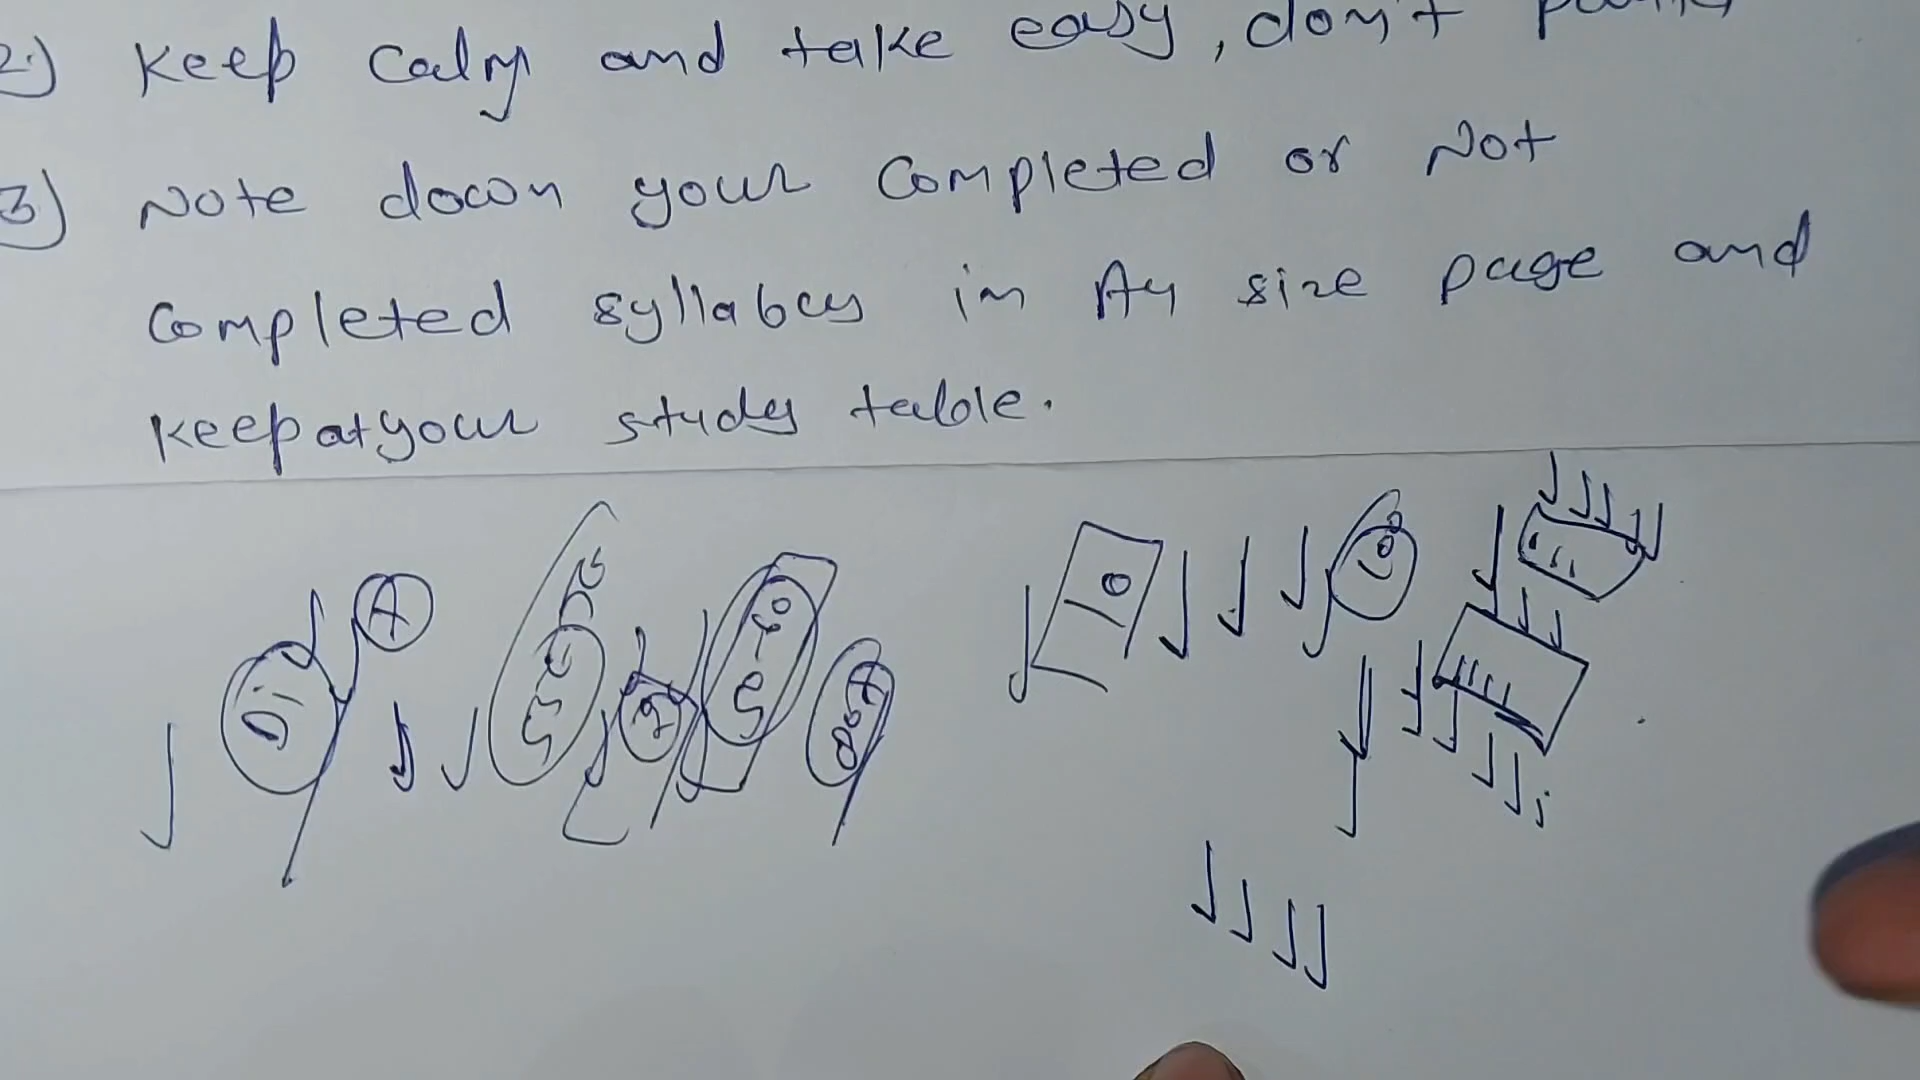 2.) Keep calm and take easy, don't panic
3) Note down your completed or Not
completed syllabus in A4 size page and
keep at your study table.